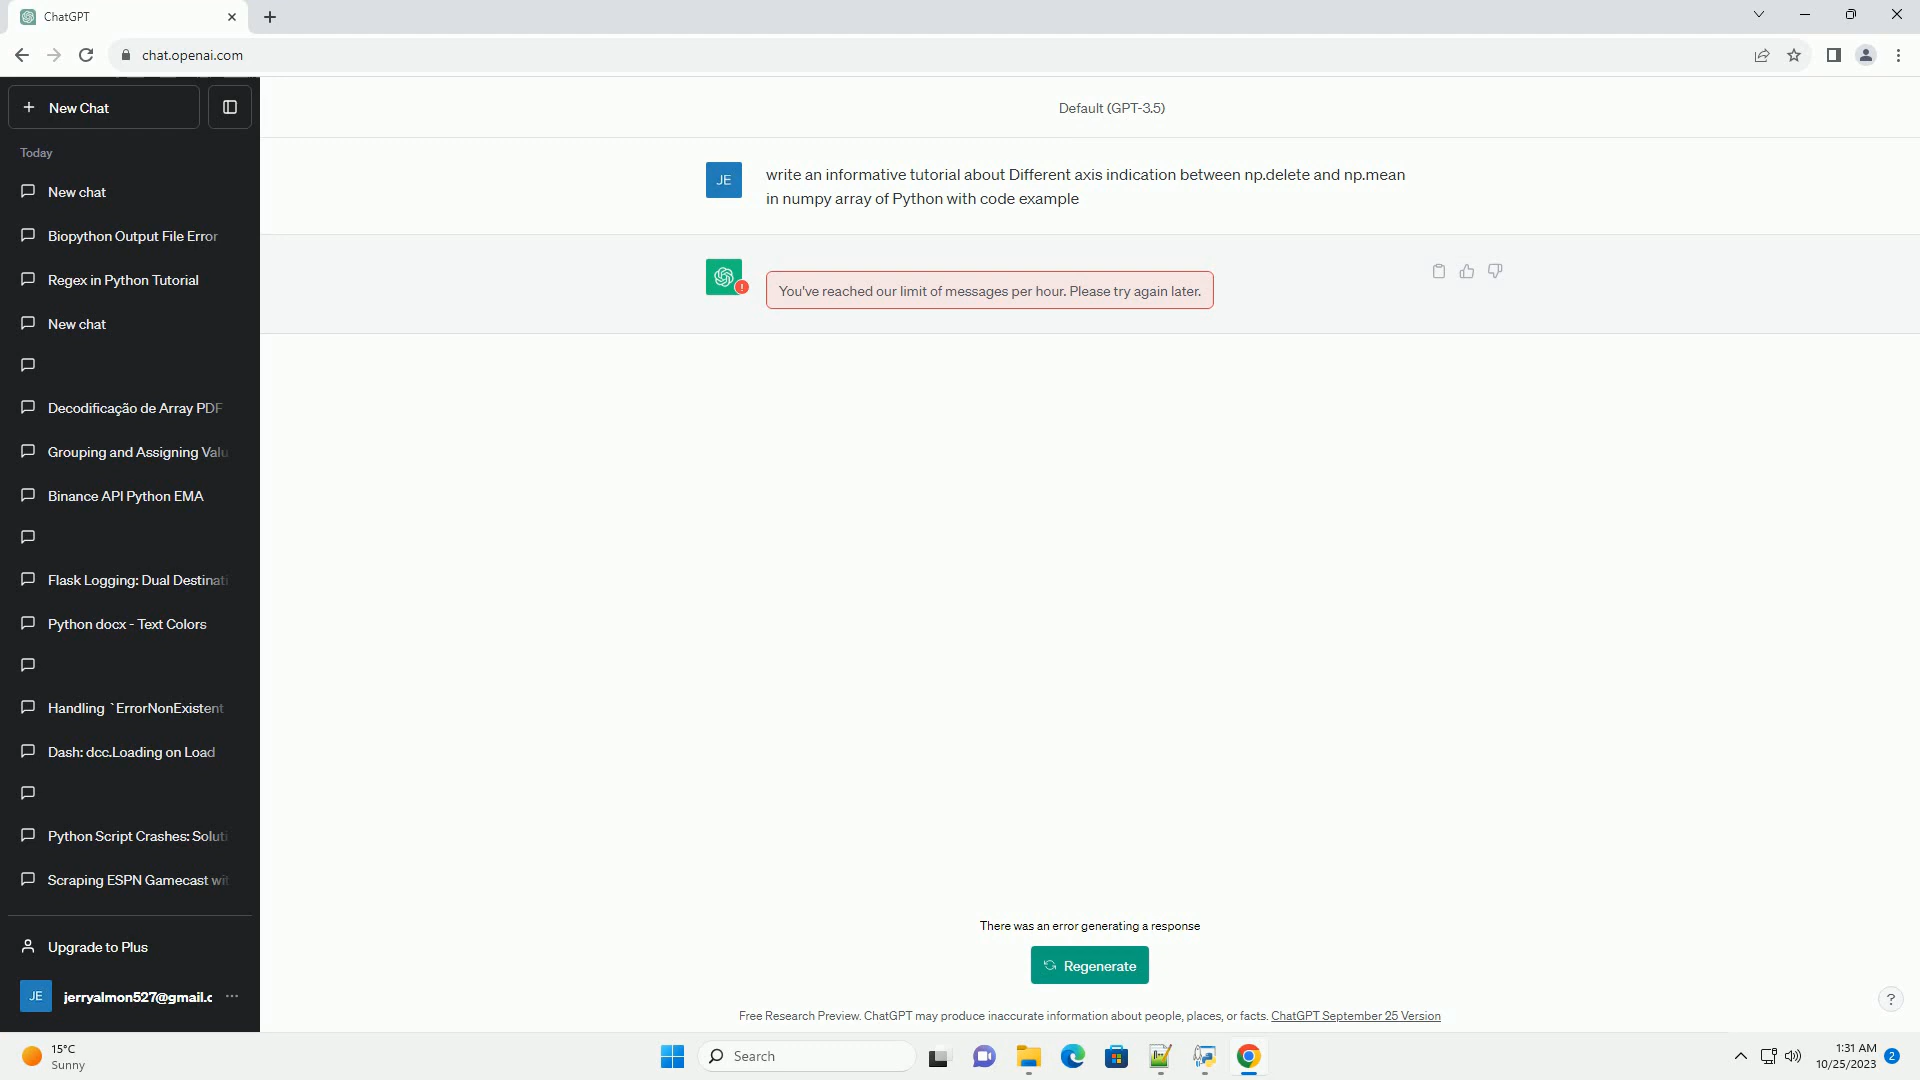 ChatGPT
chat.openai.com
New Chat
Today
New chat
Biopython Output File Error
Regex in Python Tutorial
New chat
Decodificação de Array PDF
Grouping and Assigning Valu
Binance API Python EMA
Flask Logging: Dual Destinati
Python docx - Text Colors
Handling `ErrorNonExistent
Dash: dcc.Loading on Load
Python Script Crashes: Soluti
Scraping ESPN Gamecast wit
Upgrade to Plus
JE
jerryalmon527@gmail.c
Default (GPT-3.5)
JE
write an informative tutorial about Different axis indication between np.delete and np.mean
in numpy array of Python with code example
You've reached our limit of messages per hour. Please try again later.
There was an error generating a response
Regenerate
Free Research Preview. ChatGPT may produce inaccurate information about people, places, or facts. ChatGPT September 25 Version
?
15°C
Sunny
Search
1:31 AM
10/25/2023
2